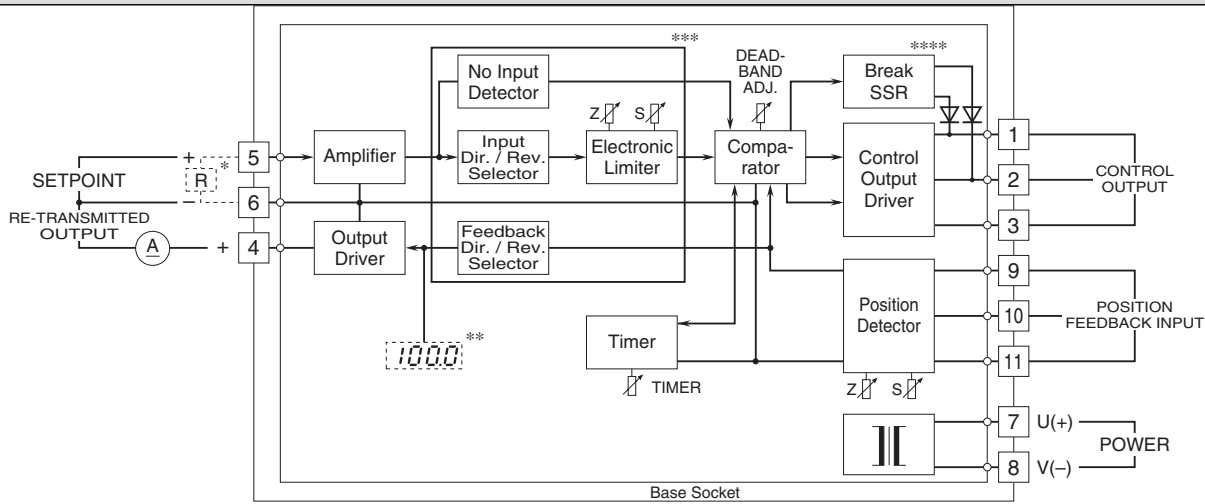 ***
****
No Input
Detector
DEAD-
BAND
ADJ.
Break
SSR
Z
S
+
*
5
Amplifier
Input
Dir. / Rev.
Selector
Electronic
Limiter
Compa-
rator
Control
Output
Driver
1
SETPOINT
R
2
CONTROL
OUTPUT
−
6
3
RE-TRANSMITTED
OUTPUT
A
+
4
Output
Driver
Feedback
Dir. / Rev.
Selector
9
Position
Detector
10
POSITION
FEEDBACK INPUT
11
100.0
**
Timer
TIMER
Z
S
7
U(+)
POWER
8
V(−)
Base Socket